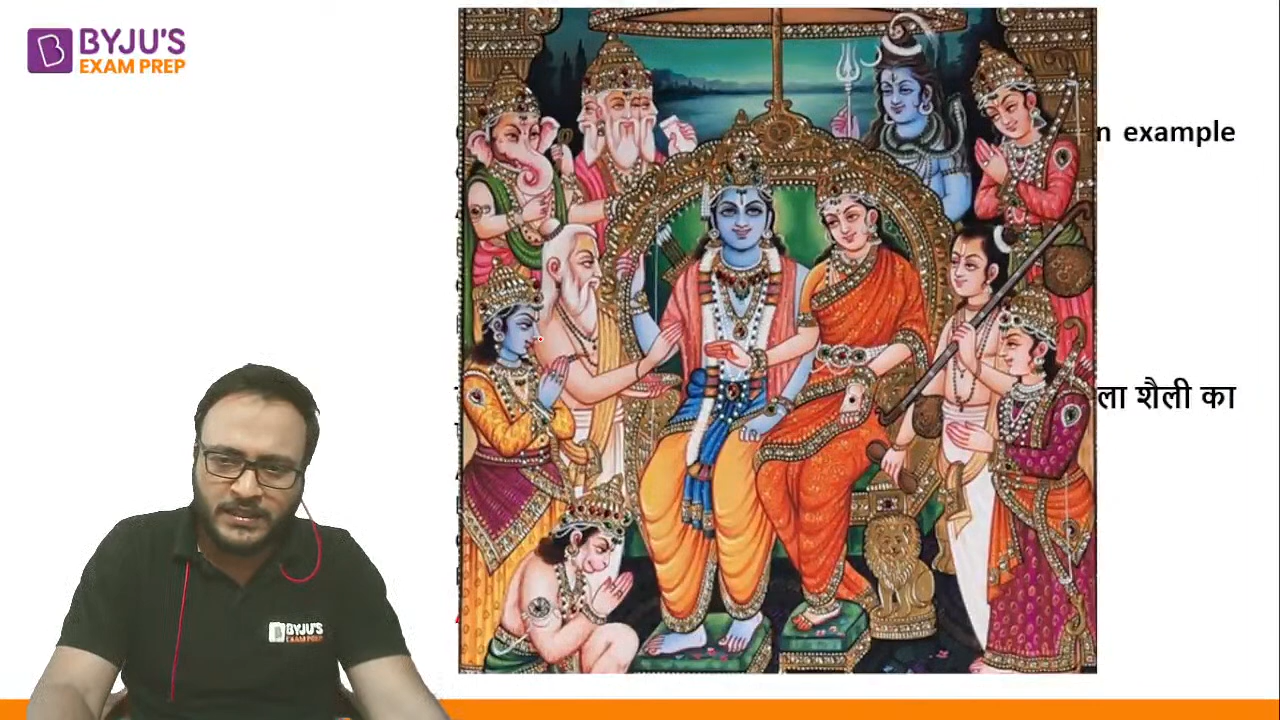 BYJU'S
EXAM PREP
n example
ला शैली का
BYJU'S
EXAM PREP